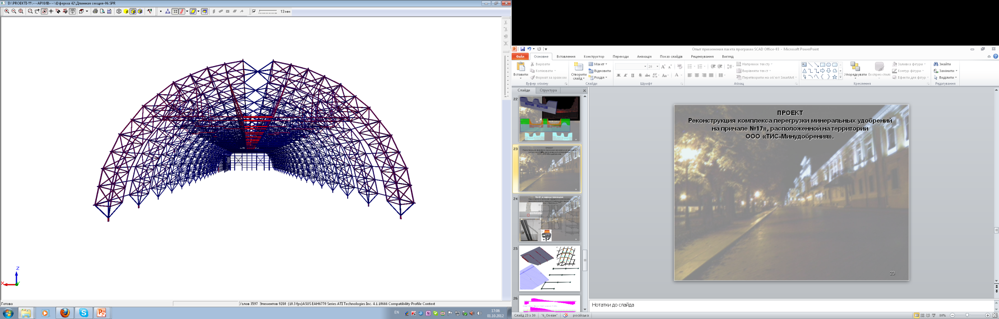 D:\PROEKTI-!!!\~~АРХИВ~~\@ферма 42\Длинная секция-06.SPR
13 мм
Z
X
Y
Готово
Узлов 3597 Элементов 9280 (10.3 fps)ASUS EAH6770 Series ATI Technologies Inc. 4.1.10666 Compatibility Profile Context
EN
17:06
01.10.2012
Опыт применения пакета программ SCAD Office-03 - Microsoft PowerPoint
Файл Основне Вставлення Конструктор Переходи Анімація Показ слайдів Рецензування Вигляд
Вставити
Вирізати
Копіювати
Формат за зразком
Буфер обміну
Створити слайд
Макет
Відновити
Розділ
Слайди
20
Шрифт
Напрямок тексту
Вирівняти текст
Перетворити на об'єкт SmartArt
Абзац
Упорядкувати
Експрес-стилі
Заливка фігури
Контур фігури
Ефекти для фігур
Креслення
Знайти
Замінити
Виділити
Редагування
Слайди Структура
22
23
24
25
26
ПРОЕКТ
Реконструкция комплекса перегрузки минеральных удобрений
на причале №17», расположенной на территории
ООО «ТИС-Минудобрения».
23
Нотатки до слайда
Слайд 23 з 30 "6_Океан" російська 80%